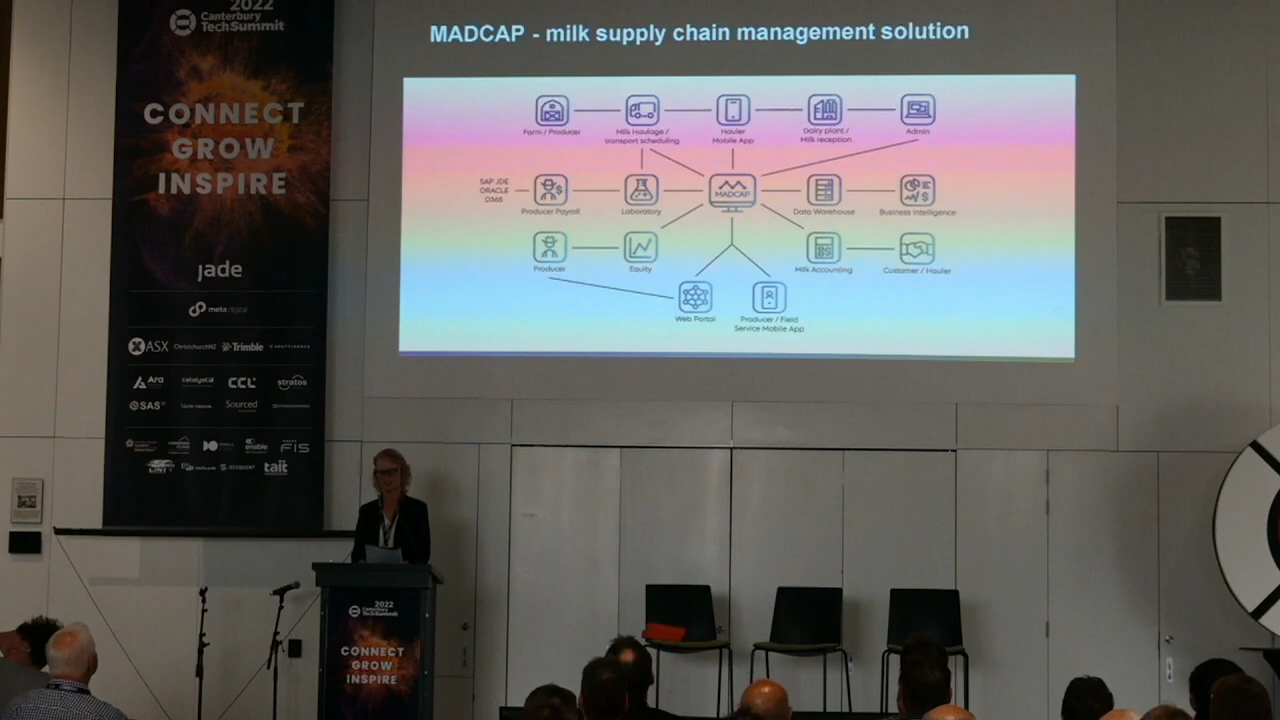 2022
Canterbury
TechSummit
CONNECT
GROW
INSPIRE
jade
meta digital
ASX ChristchurchNZ Trimble
Ara catalyst CCL stratos
SAS Sourced
enable FIS
SEEQUENT tait
MADCAP - milk supply chain management solution
Farm / Producer
Milk Haulage /
transport scheduling
Hauler
Mobile App
Dairy plant /
Milk reception
Admin
SAP JDE
ORACLE
D365
Producer Payroll
Laboratory
MADCAP
Data Warehouse
Business Intelligence
Producer
Equity
Milk Accounting
Customer / Hauler
Web Portal
Producer / Field
Service Mobile App
2022
Canterbury
TechSummit
CONNECT
GROW
INSPIRE